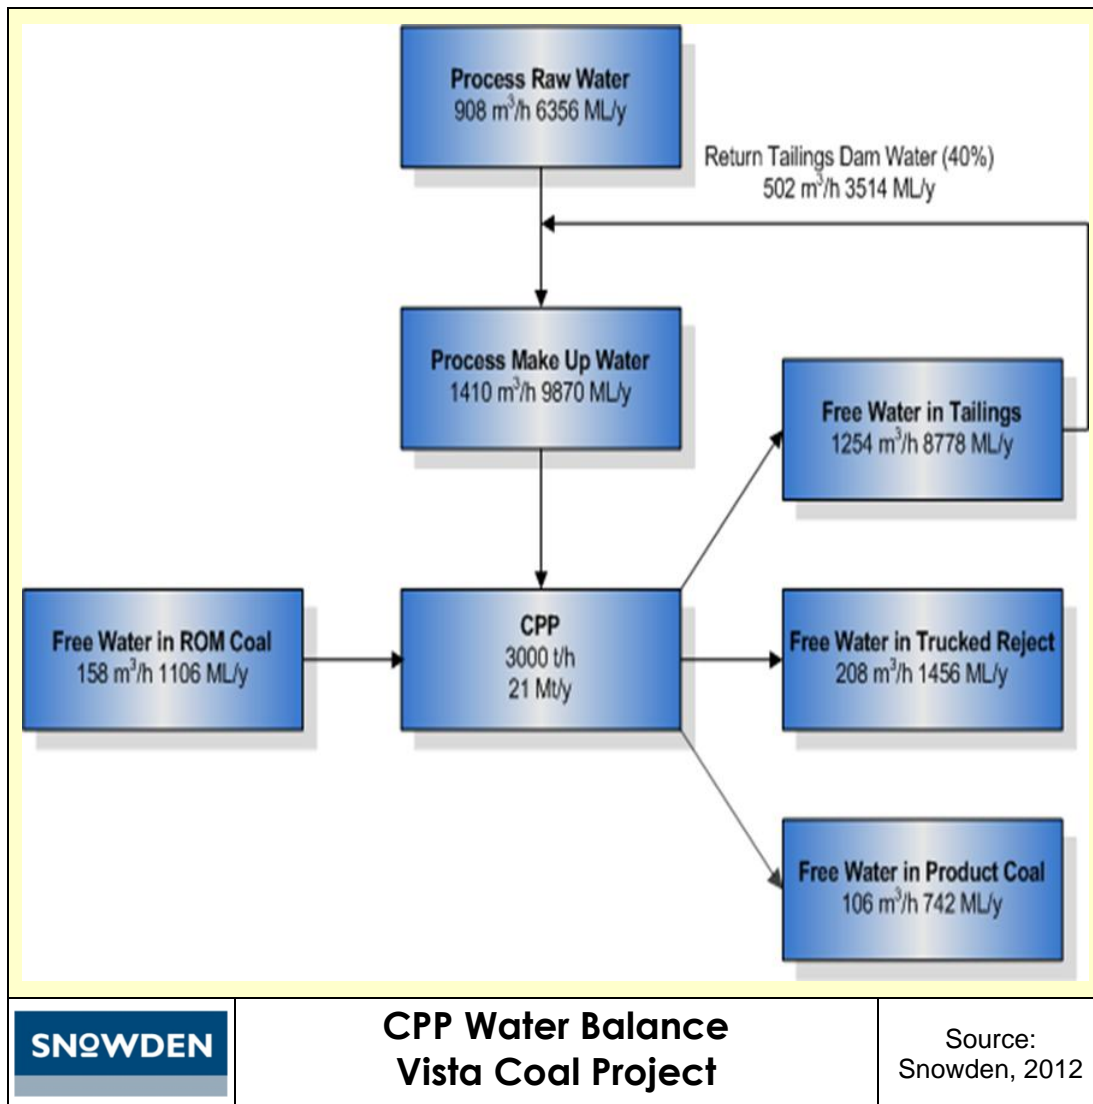 Process Raw Water
908 m³/h 6356 ML/y
Return Tailings Dam Water (40%)
502 m³/h 3514 ML/y
Process Make Up Water
1410 m³/h 9870 ML/y
Free Water in Tailings
1254 m³/h 8778 ML/y
Free Water in ROM Coal
158 m³/h 1106 ML/y
CPP
3000 t/h
21 Mt/y
Free Water in Trucked Reject
208 m³/h 1456 ML/y
Free Water in Product Coal
106 m³/h 742 ML/y
SNOWDEN
CPP Water Balance
Vista Coal Project
Source:
Snowden, 2012